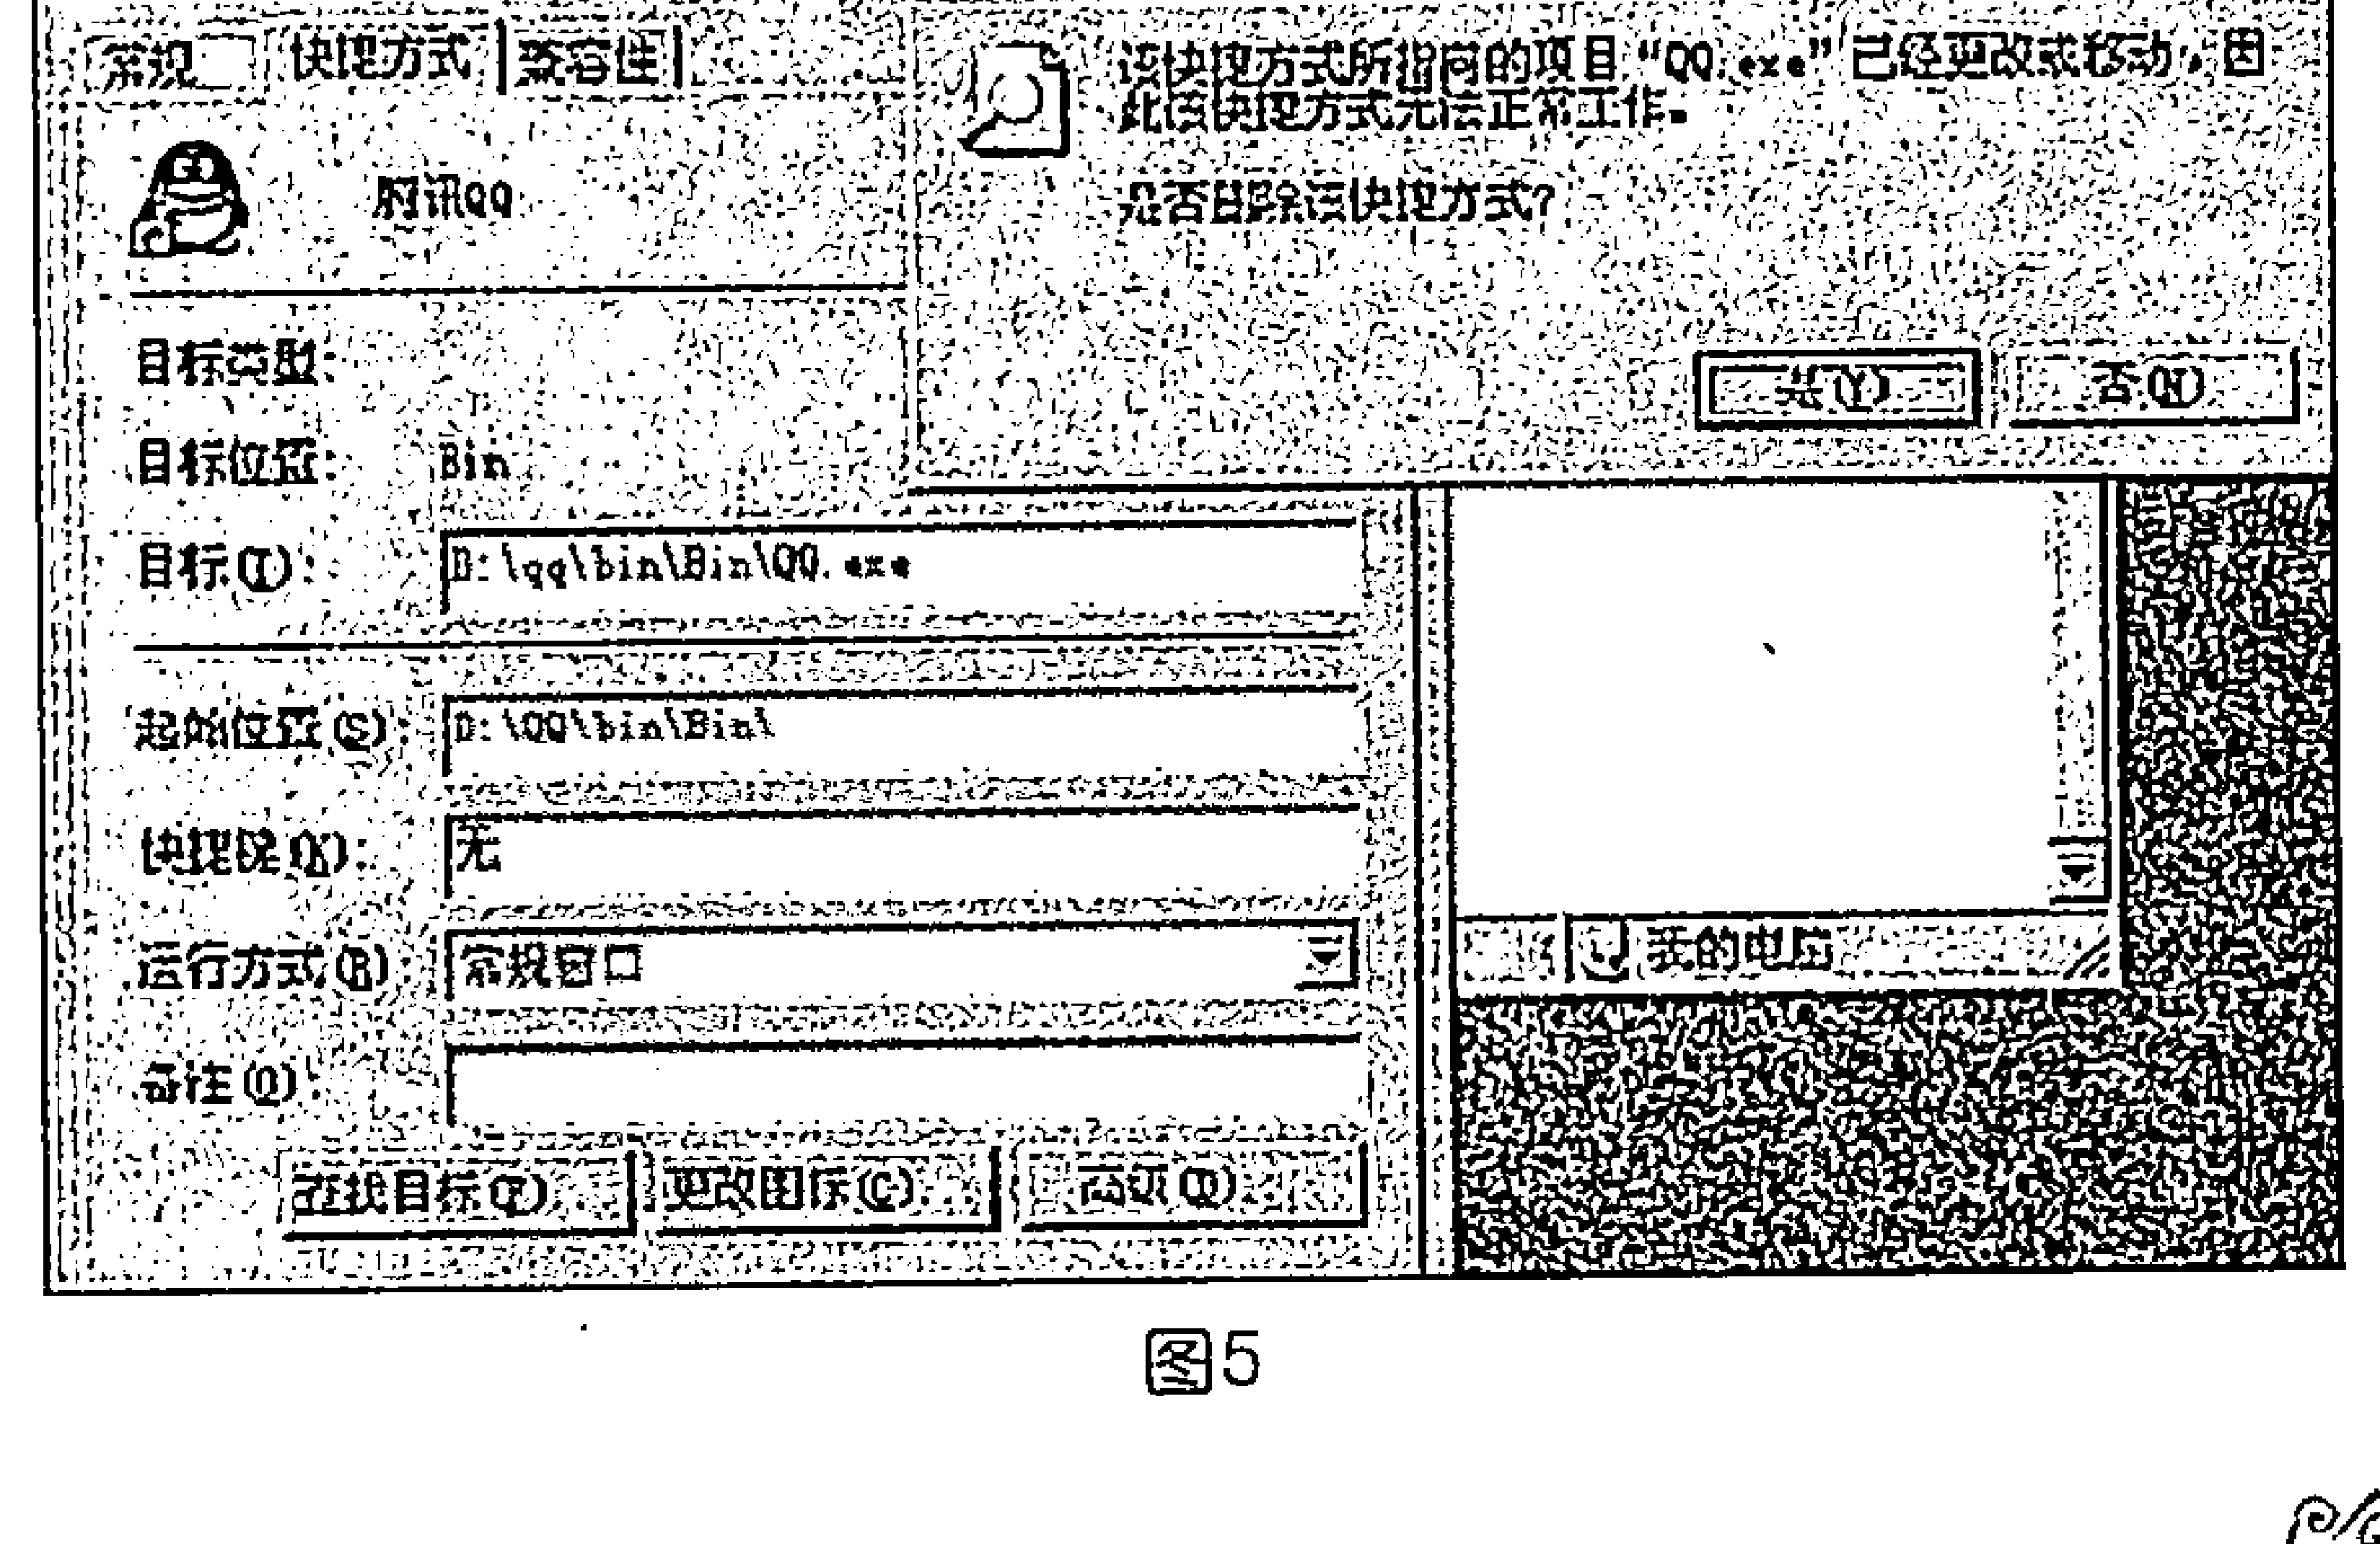 常规 快捷方式 兼容性
腾讯QQ
目标类型:
目标位置: Bin
目标(T): D:\qq\bin\Bin\QQ.exe
起始位置(S): D:\QQ\bin\Bin\
快捷键(K): 无
运行方式(R): 常规窗口
备注(O):
查找目标(F) 更改图标(C) 高级(D)
该快捷方式所指向的项目“QQ.exe”已经更改或移动，因
此该快捷方式无法正常工作。
是否删除该快捷方式?
是(Y) 否(N)
我的电脑
图5